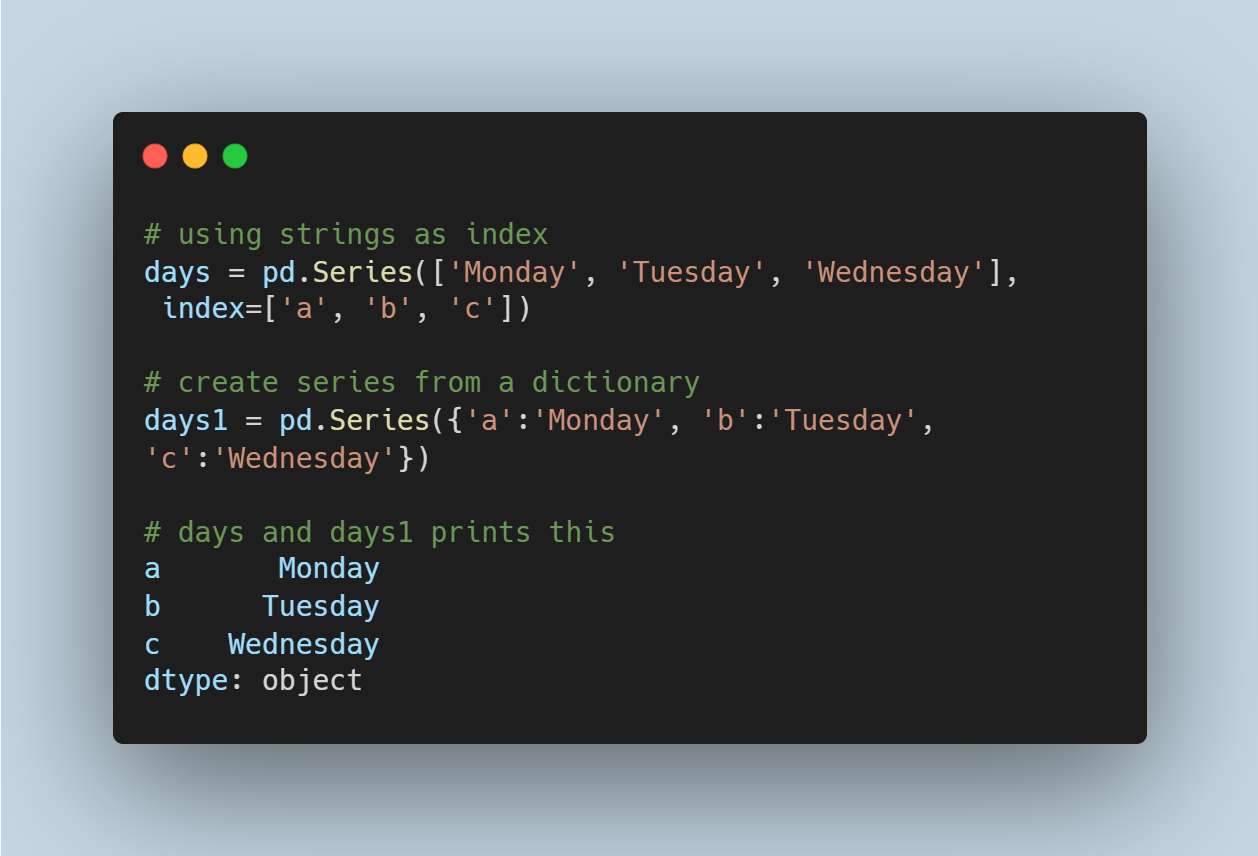 # using strings as index
days = pd.Series(['Monday', 'Tuesday', 'Wednesday'],
 index=['a', 'b', 'c'])

# create series from a dictionary
days1 = pd.Series({'a':'Monday', 'b':'Tuesday',
'c':'Wednesday'})

# days and days1 prints this
a       Monday
b      Tuesday
c    Wednesday
dtype: object